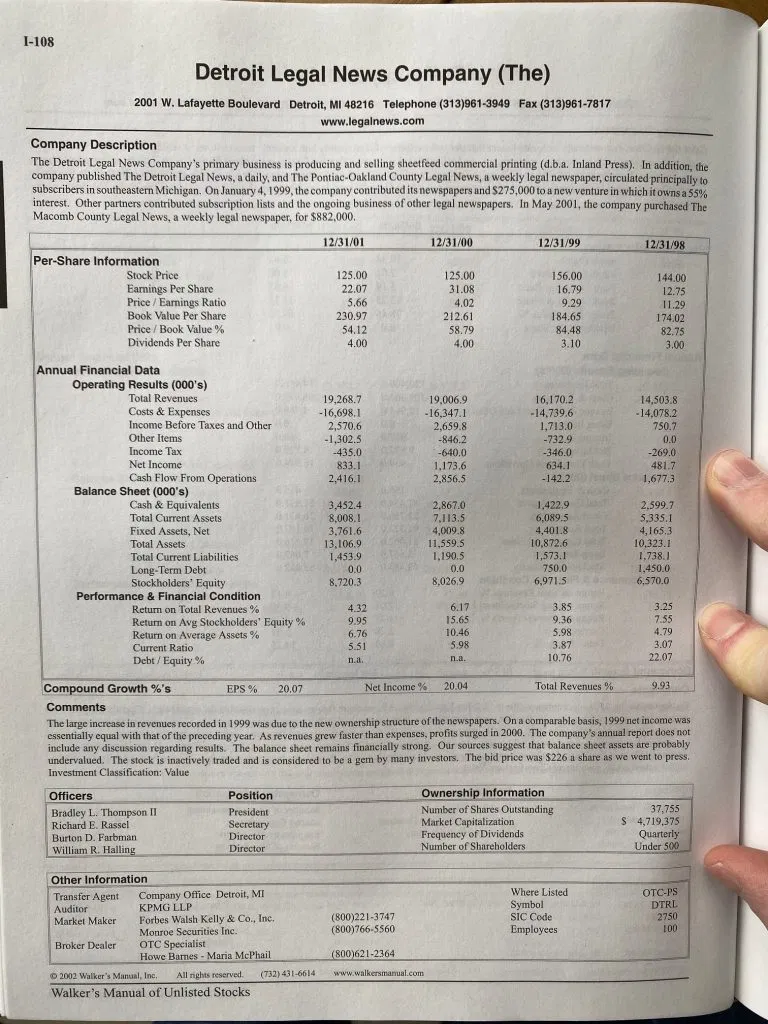 I-108
Detroit Legal News Company (The)
2001 W. Lafayette Boulevard Detroit, MI 48216 Telephone (313)961-3949 Fax (313)961-7817
www.legalnews.com
Company Description
The Detroit Legal News Company's primary business is producing and selling sheetfeed commercial printing (d.b.a. Inland Press). In addition, the
company published The Detroit Legal News, a daily, and The Pontiac-Oakland County Legal News, a weekly legal newspaper, circulated principally to
subscribers in southeastern Michigan. On January 4, 1999, the company contributed its newspapers and $275,000 to a new venture in which it owns a 55%
interest. Other partners contributed subscription lists and the ongoing business of other legal newspapers. In May 2001, the company purchased The
Macomb County Legal News, a weekly legal newspaper, for $882,000.
12/31/01 12/31/00 12/31/99 12/31/98
Per-Share Information
Stock Price 125.00 125.00 156.00 144.00
Earnings Per Share 22.07 31.08 16.79 12.75
Price / Earnings Ratio 5.66 4.02 9.29 11.29
Book Value Per Share 230.97 212.61 184.65 174.02
Price / Book Value % 54.12 58.79 84.48 82.75
Dividends Per Share 4.00 4.00 3.10 3.00
Annual Financial Data
Operating Results (000's)
Total Revenues 19,268.7 19,006.9 16,170.2 14,503.8
Costs & Expenses -16,698.1 -16,347.1 -14,739.6 -14,078.2
Income Before Taxes and Other 2,570.6 2,659.8 1,713.0 750.7
Other Items -1,302.5 -846.2 -732.9 0.0
Income Tax -435.0 -640.0 -346.0 -269.0
Net Income 833.1 1,173.6 634.1 481.7
Cash Flow From Operations 2,416.1 2,856.5 -142.2 1,677.3
Balance Sheet (000's)
Cash & Equivalents 3,452.4 2,867.0 1,422.9 2,599.7
Total Current Assets 8,008.1 7,113.5 6,089.5 5,335.1
Fixed Assets, Net 3,761.6 4,009.8 4,401.8 4,165.3
Total Assets 13,106.9 11,559.5 10,872.6 10,323.1
Total Current Liabilities 1,453.9 1,190.5 1,573.1 1,738.1
Long-Term Debt 0.0 0.0 750.0 1,450.0
Stockholders' Equity 8,720.3 8,026.9 6,971.5 6,570.0
Performance & Financial Condition
Return on Total Revenues % 4.32 6.17 3.85 3.25
Return on Avg Stockholders' Equity % 9.95 15.65 9.36 7.55
Return on Average Assets % 6.76 10.46 5.98 4.79
Current Ratio 5.51 5.98 3.87 3.07
Debt / Equity % n.a. n.a. 10.76 22.07
Compound Growth %'s EPS % 20.07 Net Income % 20.04 Total Revenues % 9.93
Comments
The large increase in revenues recorded in 1999 was due to the new ownership structure of the newspapers. On a comparable basis, 1999 net income was
essentially equal with that of the preceding year. As revenues grew faster than expenses, profits surged in 2000. The company's annual report does not
include any discussion regarding results. The balance sheet remains financially strong. Our sources suggest that balance sheet assets are probably
undervalued. The stock is inactively traded and is considered to be a gem by many investors. The bid price was $226 a share as we went to press.
Investment Classification: Value
Officers Position Ownership Information
Bradley L. Thompson II President Number of Shares Outstanding 37,755
Richard E. Rassel Secretary Market Capitalization $ 4,719,375
Burton D. Farbman Director Frequency of Dividends Quarterly
William R. Halling Director Number of Shareholders Under 500
Other Information
Transfer Agent Company Office Detroit, MI Where Listed OTC-PS
Auditor KPMG LLP Symbol DTRL
Market Maker Forbes Walsh Kelly & Co., Inc. (800)221-3747 SIC Code 2750
Monroe Securities Inc. (800)766-5560 Employees 100
Broker Dealer OTC Specialist
Howe Barnes - Maria McPhail (800)621-2364
© 2002 Walker's Manual, Inc. All rights reserved. (732) 431-6614 www.walkersmanual.com
Walker's Manual of Unlisted Stocks